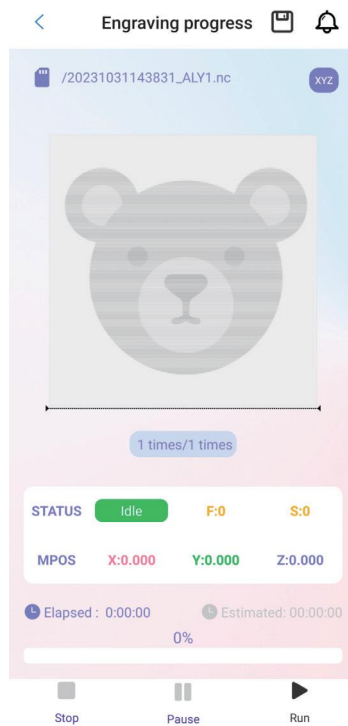 Engraving progress
/20231031143831_ALY1.nc
XYZ
1 times/1 times
STATUS Idle F:0 S:0
MPOS X:0.000 Y:0.000 Z:0.000
Elapsed : 0:00:00 Estimated: 00:00:00
0%
Stop Pause Run